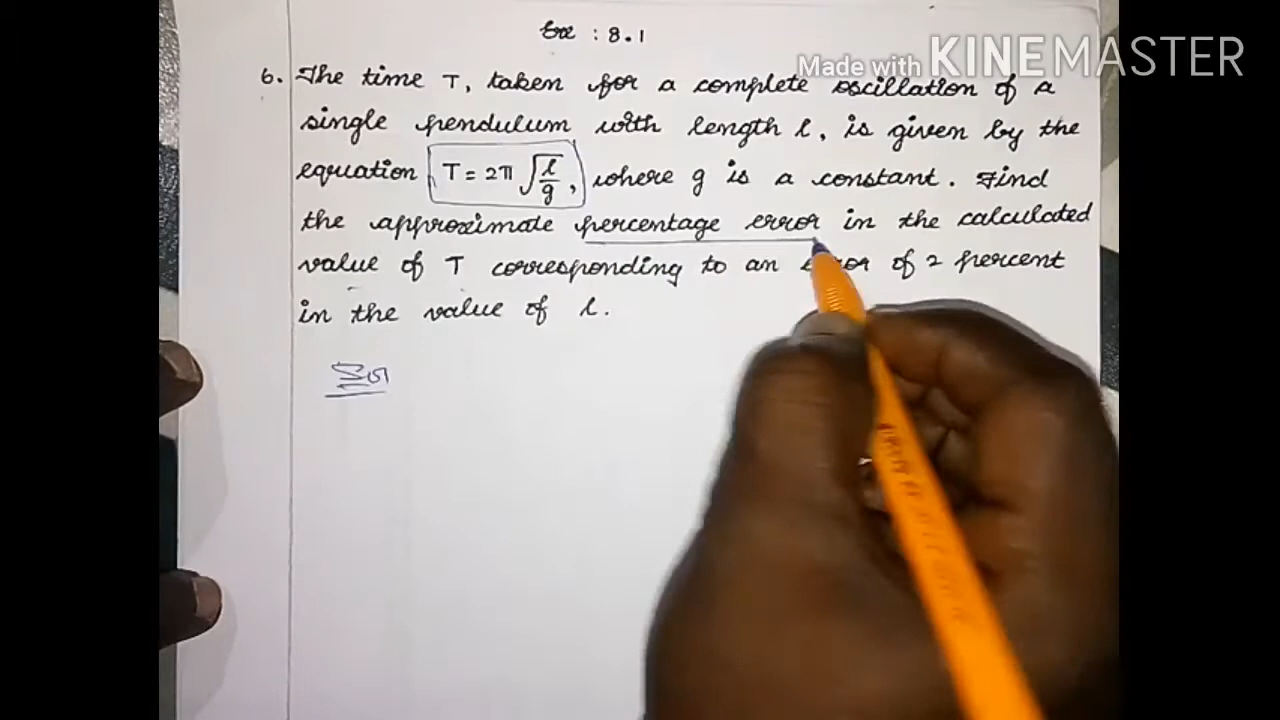 Exe : 8.1
Made with KINEMASTER
6. The time T, taken for a complete oscillation of a
single pendulum with length l, is given by the
equation T = 2π √(l/g), where g is a constant. Find
the approximate percentage error in the calculated
value of T corresponding to an error of 2 percent
in the value of l.
Sol